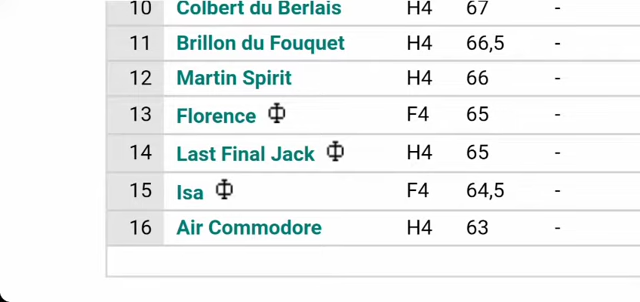 10 Colbert du Berlais H4 67 -
11 Brillon du Fouquet H4 66,5 -
12 Martin Spirit H4 66 -
13 Florence H4 65 -
14 Last Final Jack H4 65 -
15 Isa F4 64,5 -
16 Air Commodore H4 63 -